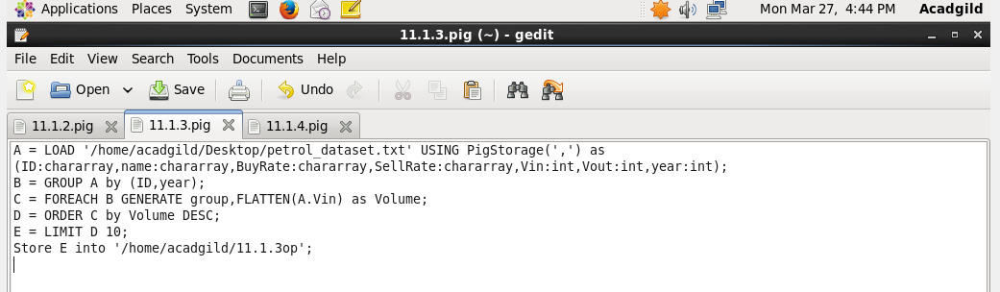 Applications Places System Mon Mar 27, 4:44 PM Acadgild
11.1.3.pig (~) - gedit
File Edit View Search Tools Documents Help
Open Save Undo
11.1.2.pig 11.1.3.pig 11.1.4.pig
A = LOAD '/home/acadgild/Desktop/petrol_dataset.txt' USING PigStorage(',') as
(ID:chararray,name:chararray,BuyRate:chararray,SellRate:chararray,Vin:int,Vout:int,year:int);
B = GROUP A by (ID,year);
C = FOREACH B GENERATE group,FLATTEN(A.Vin) as Volume;
D = ORDER C by Volume DESC;
E = LIMIT D 10;
Store E into '/home/acadgild/11.1.3op';